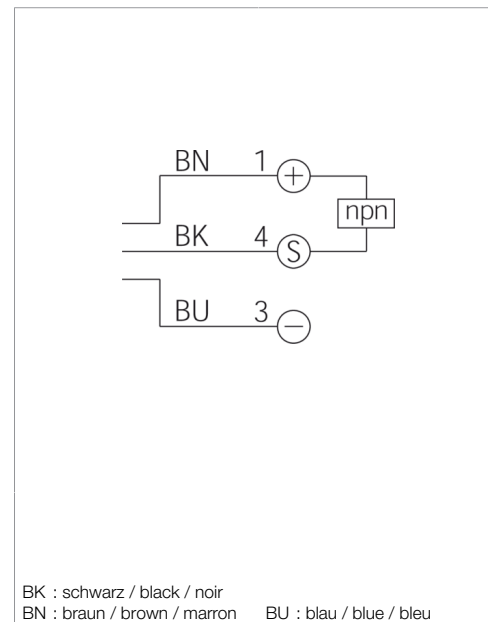 BN 1 +
npn
BK 4 S
BU 3 −
BK : schwarz / black / noir
BN : braun / brown / marron BU : blau / blue / bleu